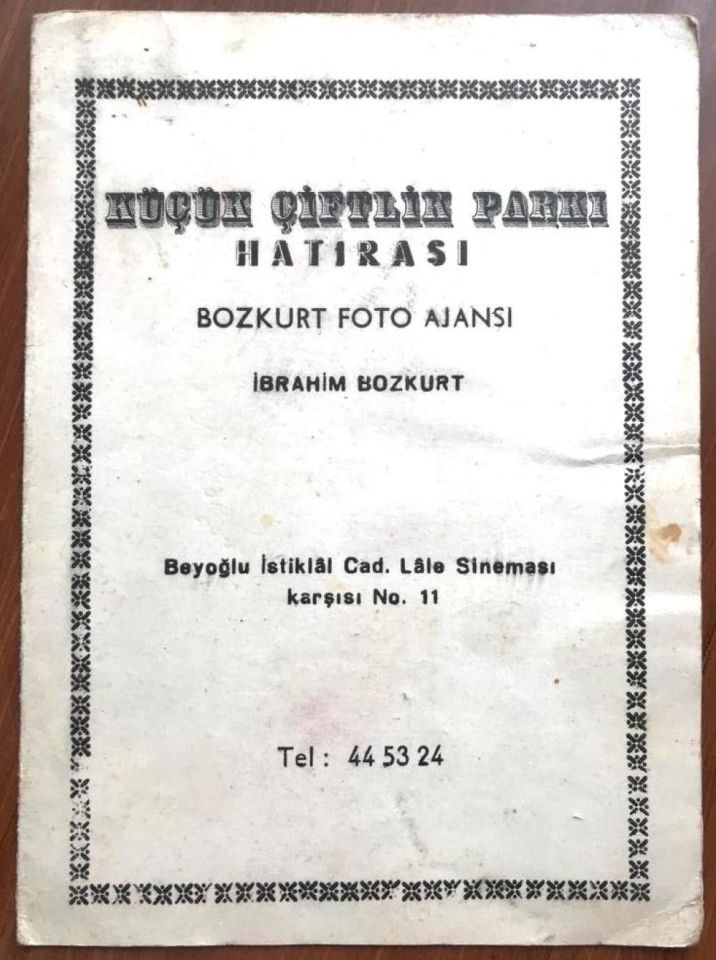 KÜÇÜK ÇİFTLİK PARKI
HATIRASI
BOZKURT FOTO AJANSI
İBRAHİM BOZKURT
Beyoğlu İstiklâl Cad. Lâle Sineması
karşısı No. 11
Tel : 44 53 24